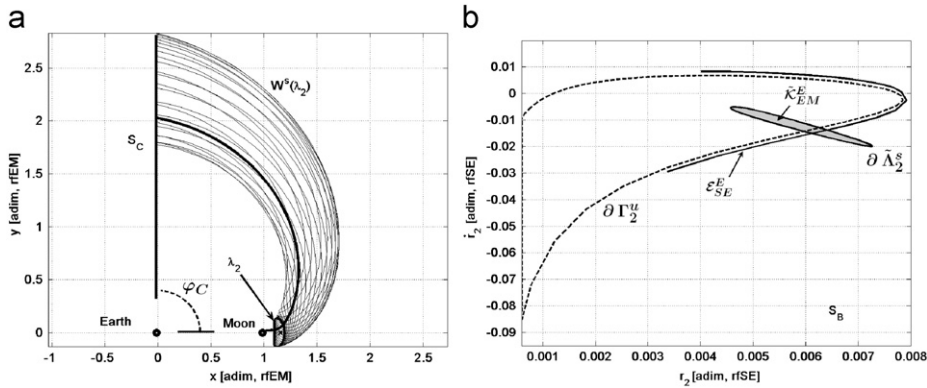 a
2.5
2
1.5
1
0.5
0
-1
-0.5
0
0.5
1
1.5
2
2.5
y [adim, rfEM]
x [adim, rfEM]
W^s(λ_2)
S_C
λ_2
φ_C
Earth
Moon
b
0.01
0
-0.01
-0.02
-0.03
-0.04
-0.05
-0.06
-0.07
-0.08
-0.09
0.001
0.002
0.003
0.004
0.005
0.006
0.007
0.008
ṙ_2 [adim, rfSE]
r_2 [adim, rfSE]
K̃^E_EM
∂ Λ̃^s_2
ε^E_SE
∂ Γ^u_2
S_B